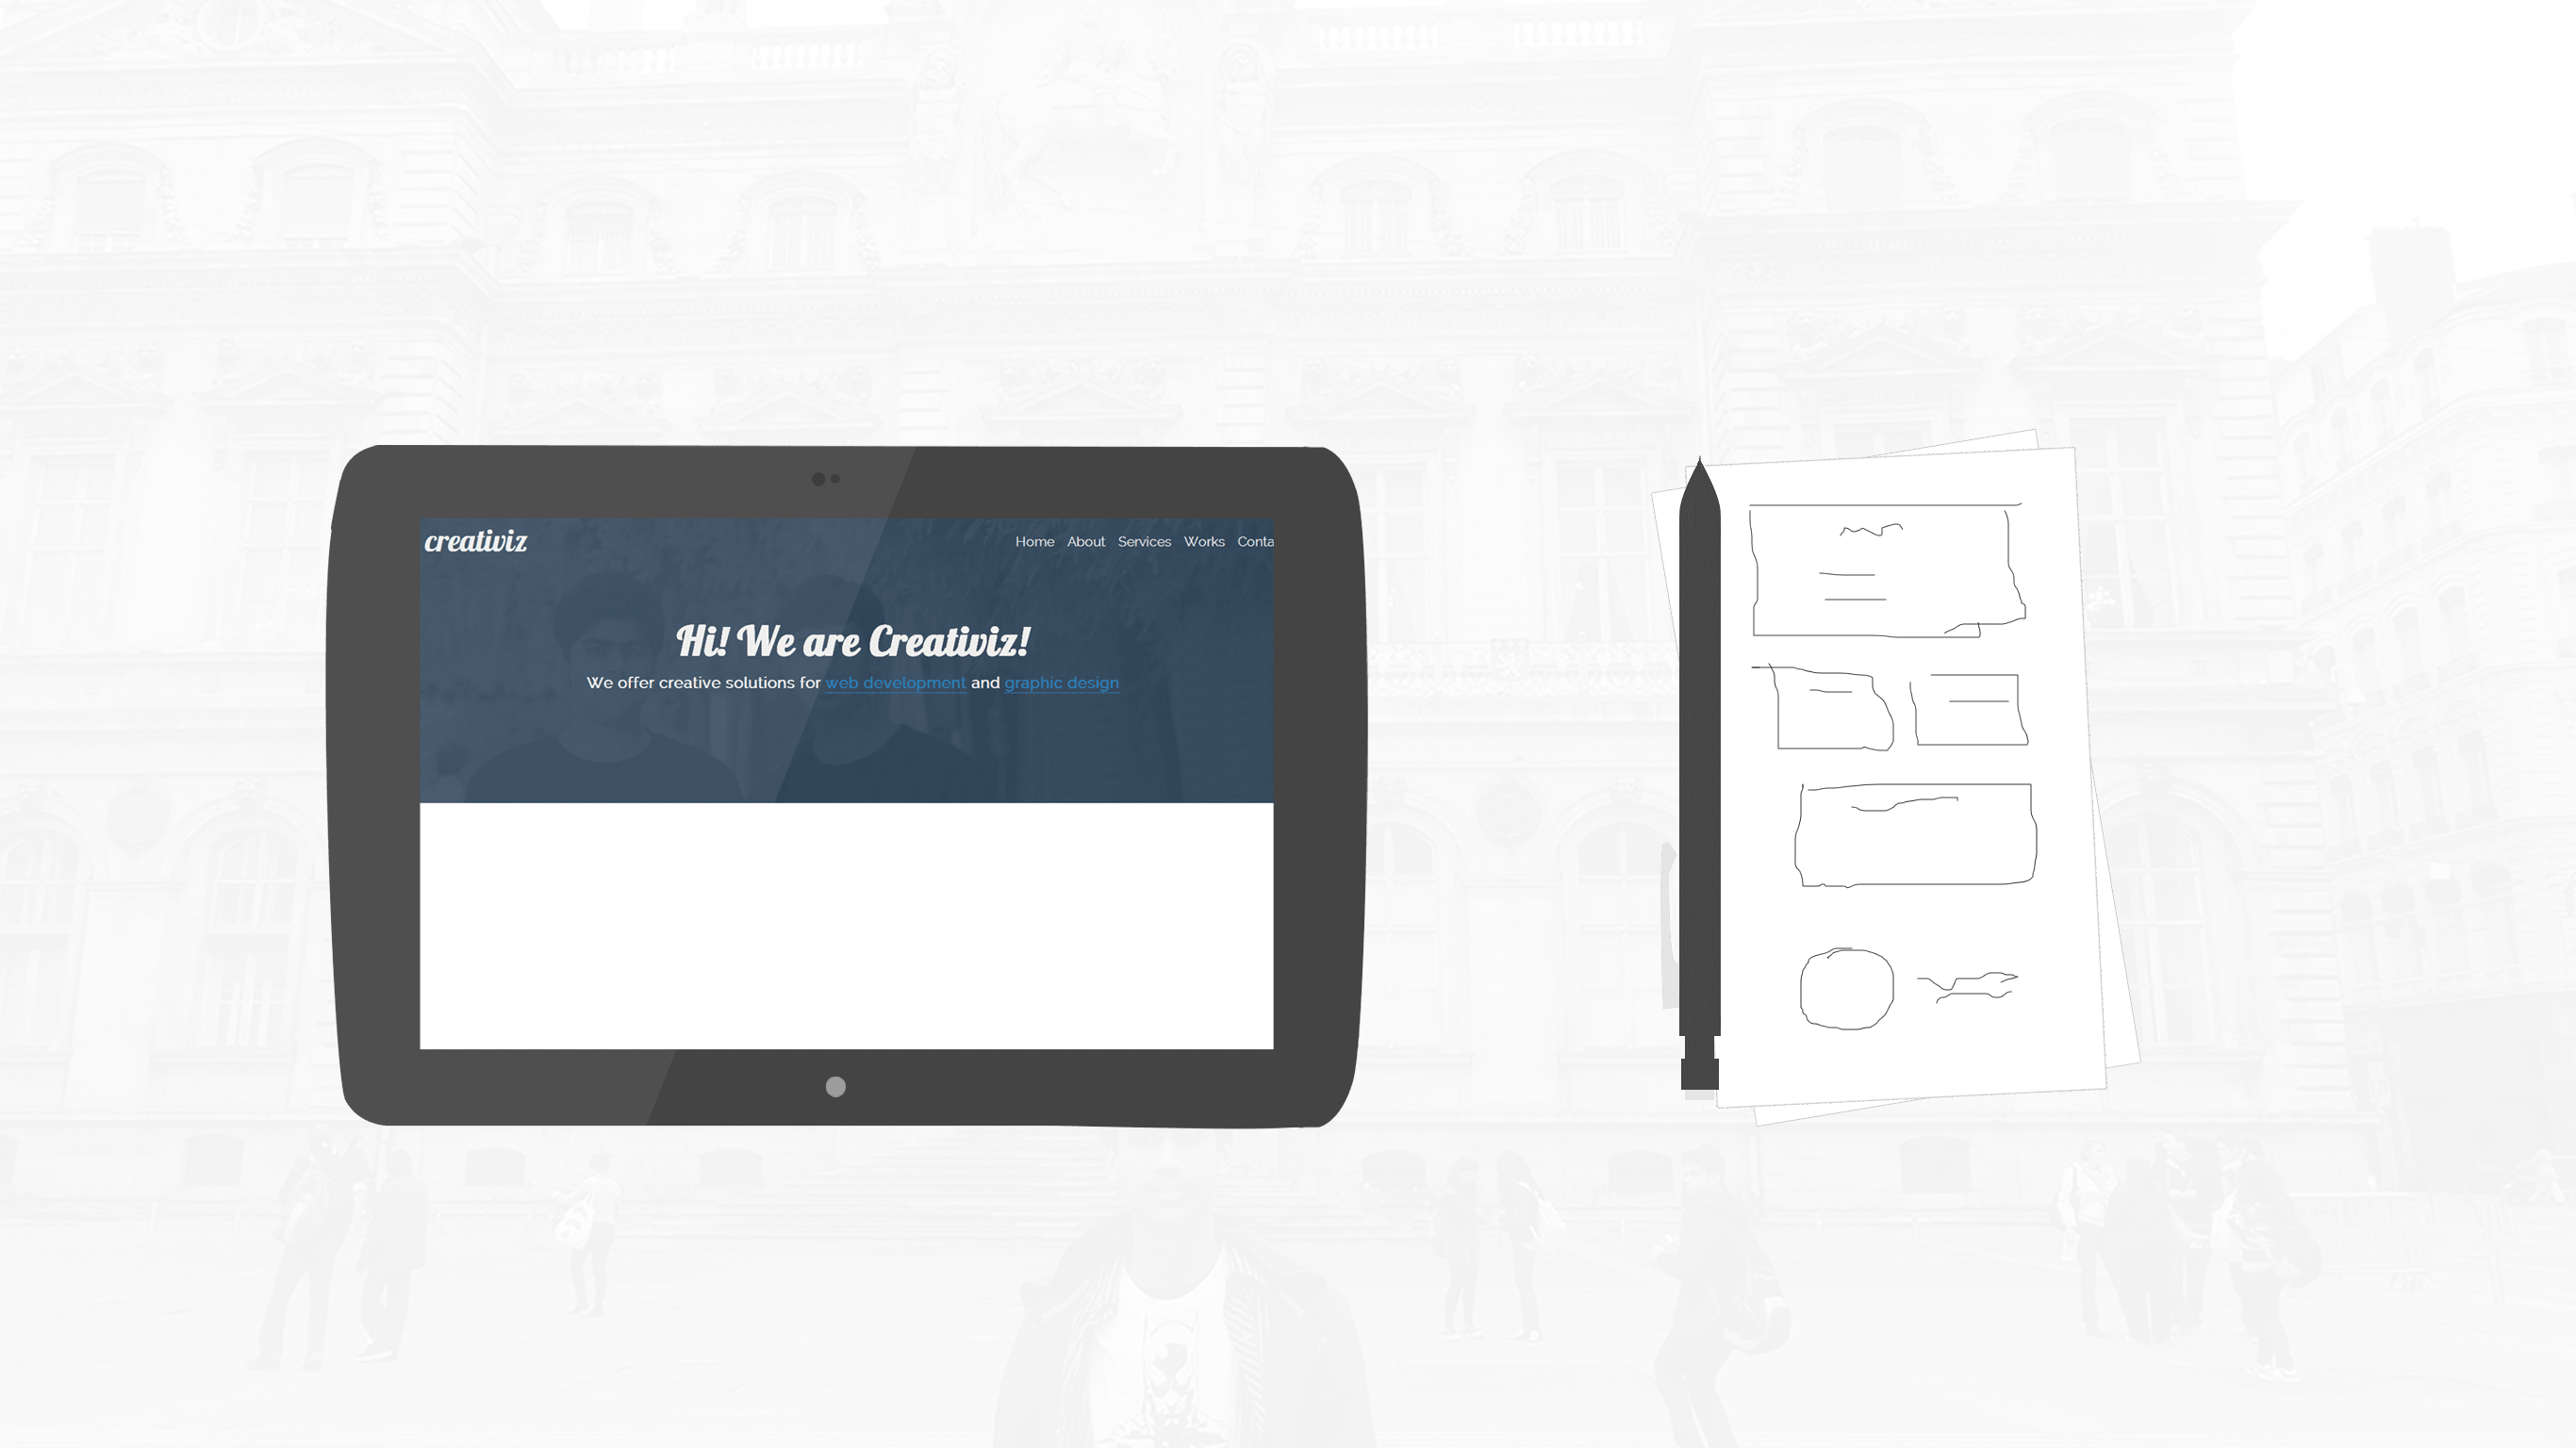 creativiz
Home About Services Works Conta
Hi! We are Creativiz!
We offer creative solutions for web development and graphic design